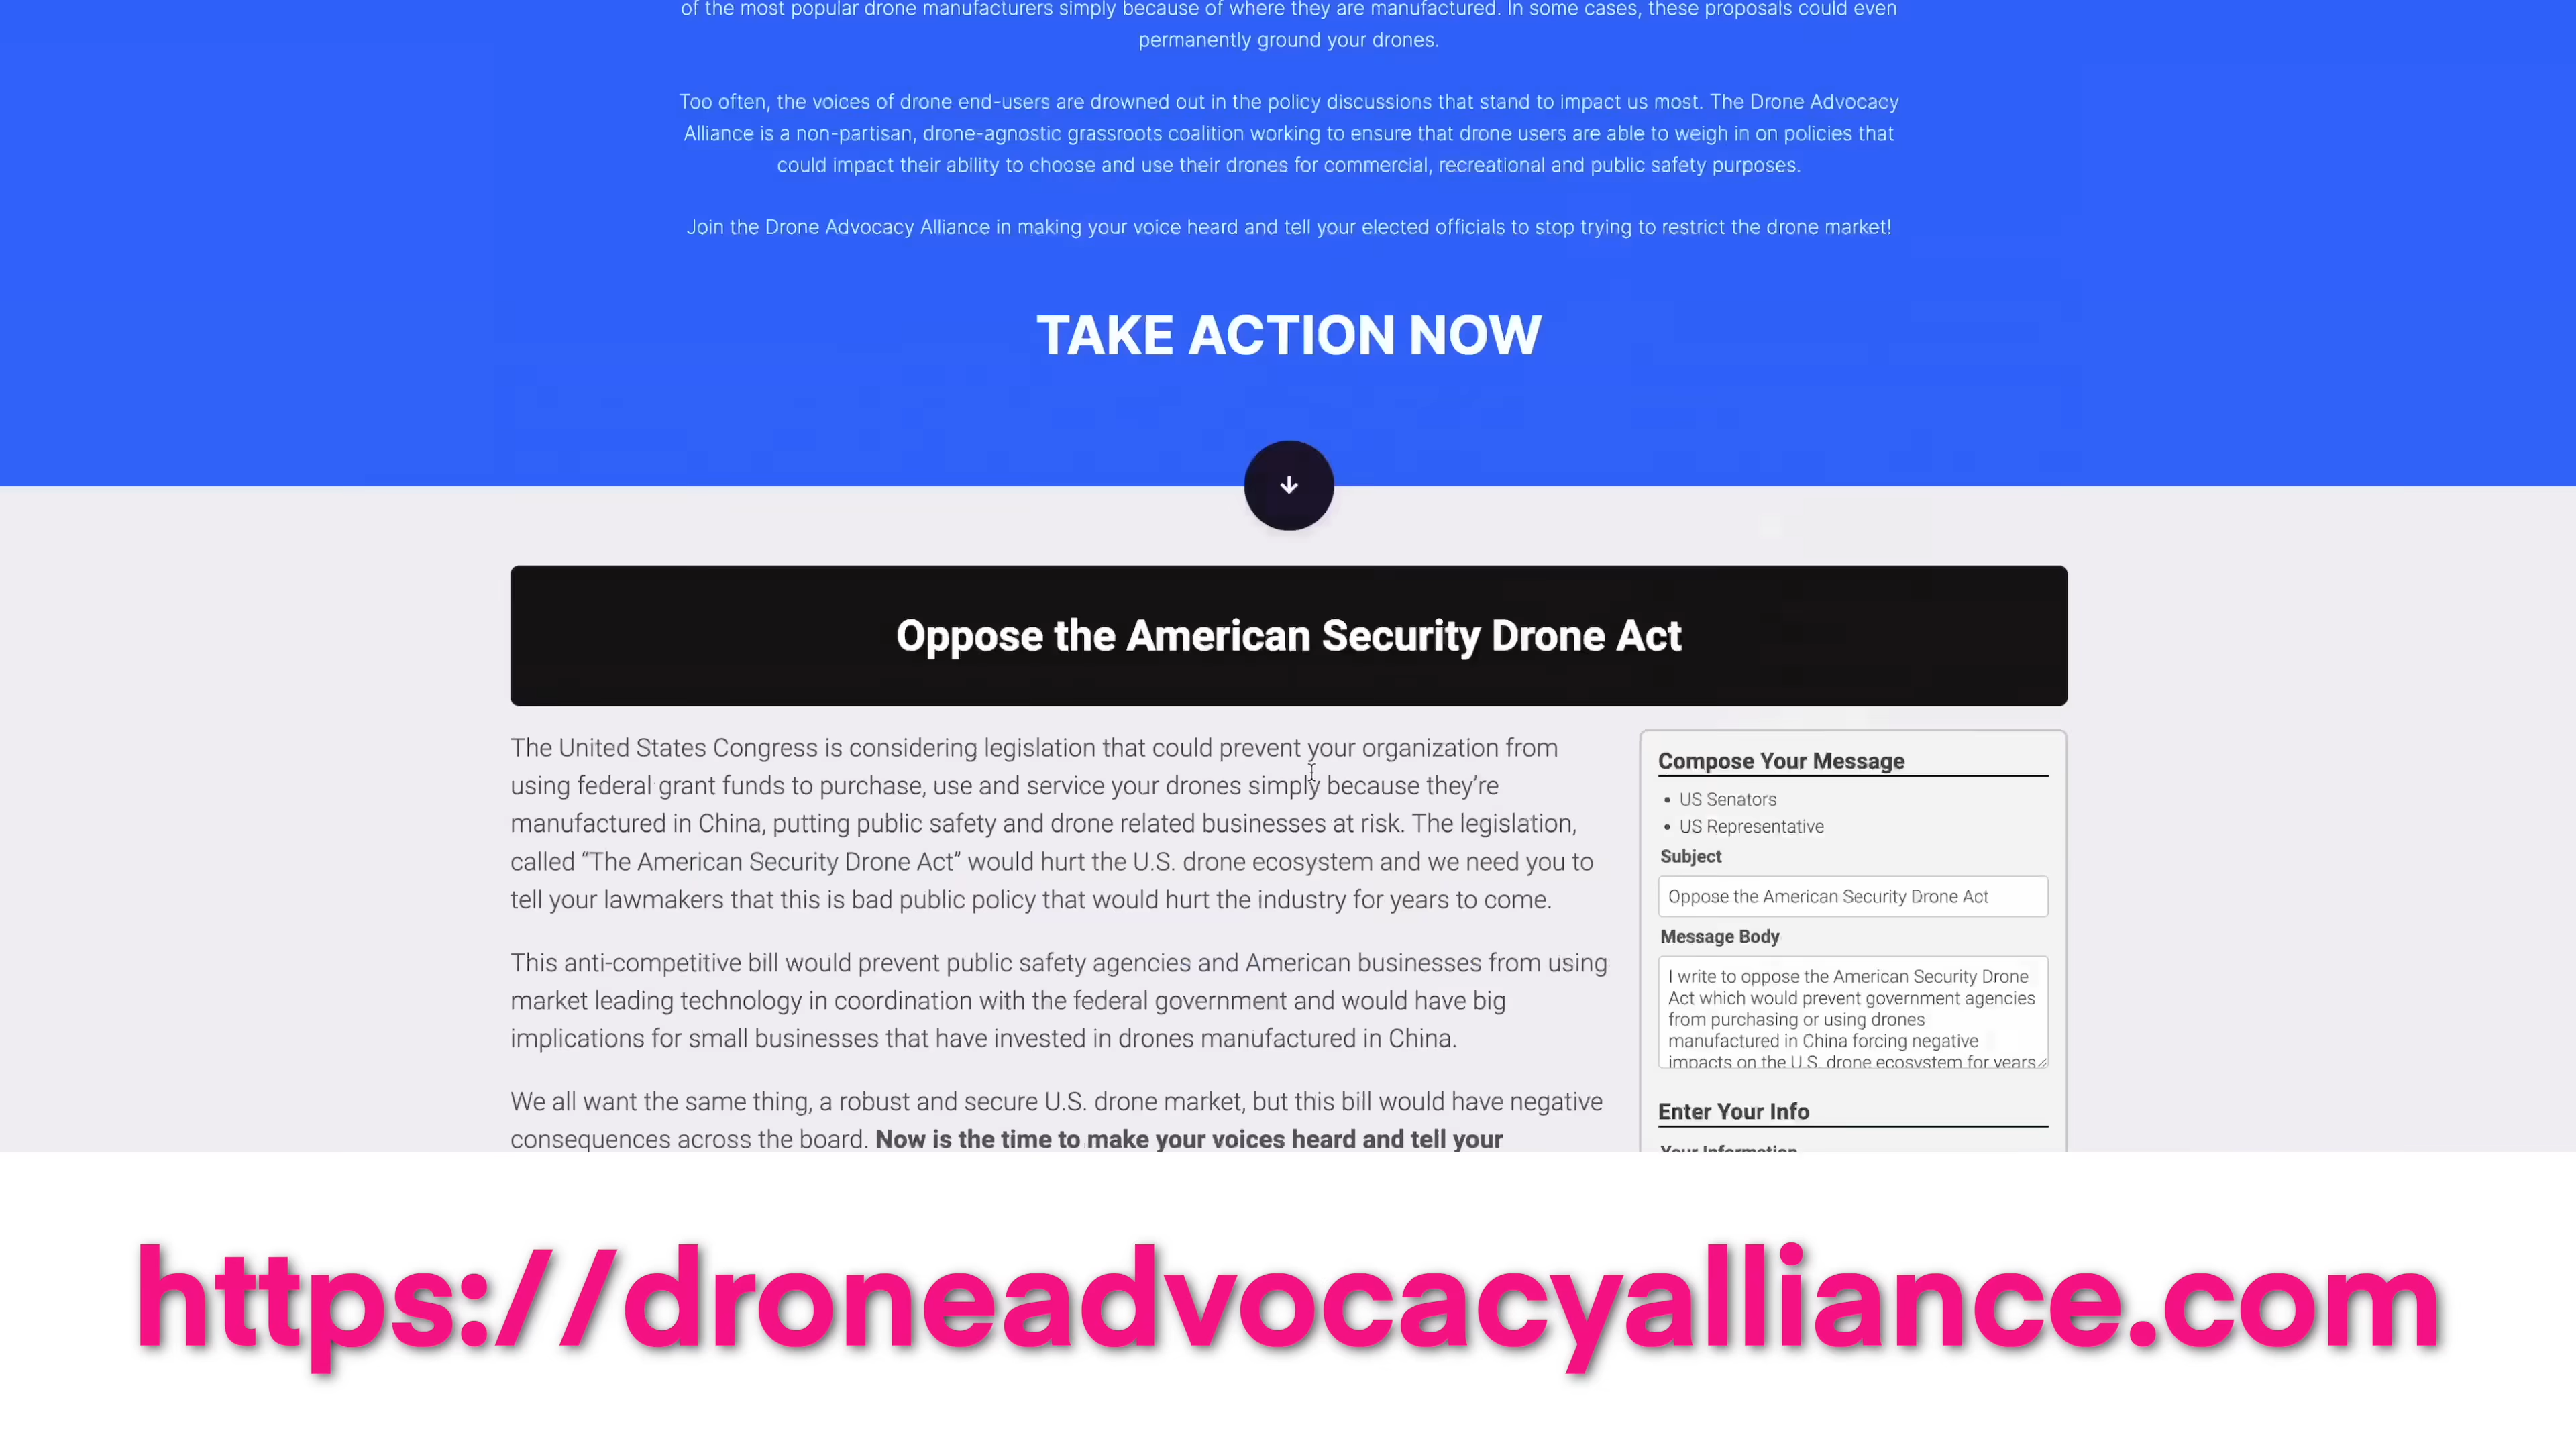 of the most popular drone manufacturers simply because of where they are manufactured. In some cases, these proposals could even
permanently ground your drones.
Too often, the voices of drone end-users are drowned out in the policy discussions that stand to impact us most. The Drone Advocacy
Alliance is a non-partisan, drone-agnostic grassroots coalition working to ensure that drone users are able to weigh in on policies that
could impact their ability to choose and use their drones for commercial, recreational and public safety purposes.
Join the Drone Advocacy Alliance in making your voice heard and tell your elected officials to stop trying to restrict the drone market!
TAKE ACTION NOW
Oppose the American Security Drone Act
The United States Congress is considering legislation that could prevent your organization from
using federal grant funds to purchase, use and service your drones simply because they’re
manufactured in China, putting public safety and drone related businesses at risk. The legislation,
called “The American Security Drone Act” would hurt the U.S. drone ecosystem and we need you to
tell your lawmakers that this is bad public policy that would hurt the industry for years to come.
This anti-competitive bill would prevent public safety agencies and American businesses from using
market leading technology in coordination with the federal government and would have big
implications for small businesses that have invested in drones manufactured in China.
We all want the same thing, a robust and secure U.S. drone market, but this bill would have negative
consequences across the board. Now is the time to make your voices heard and tell your
Compose Your Message
• US Senators
• US Representative
Subject
Oppose the American Security Drone Act
Message Body
I write to oppose the American Security Drone
Act which would prevent government agencies
from purchasing or using drones
manufactured in China forcing negative
impacts on the U.S. drone ecosystem for years
Enter Your Info
Your Information
https://droneadvocacyalliance.com